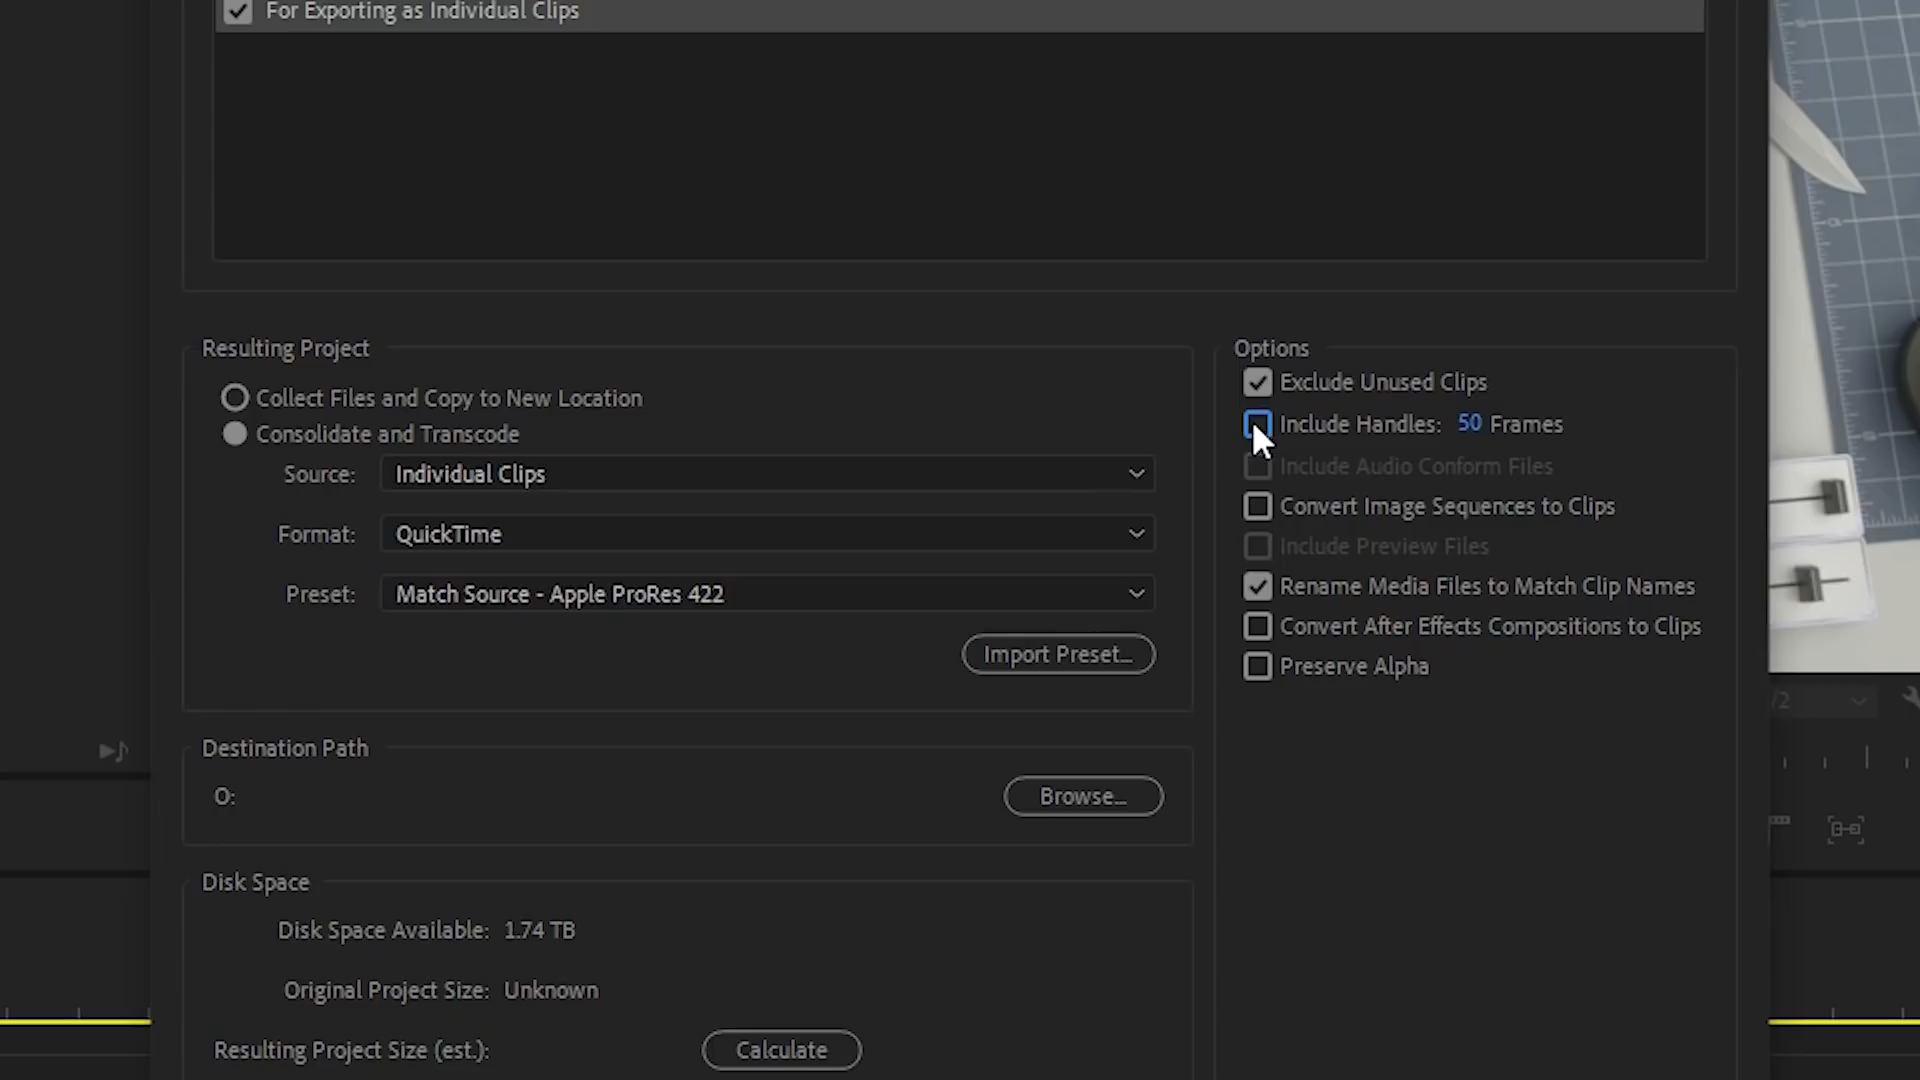 For Exporting as Individual Clips
Resulting Project
Collect Files and Copy to New Location
Consolidate and Transcode
Source: Individual Clips
Format: QuickTime
Preset: Match Source - Apple ProRes 422
Import Preset...
Options
Exclude Unused Clips
Include Handles: 50 Frames
Include Audio Conform Files
Convert Image Sequences to Clips
Include Preview Files
Rename Media Files to Match Clip Names
Convert After Effects Compositions to Clips
Preserve Alpha
/2
Destination Path
O:
Browse...
Disk Space
Disk Space Available: 1.74 TB
Original Project Size: Unknown
Resulting Project Size (est.):
Calculate